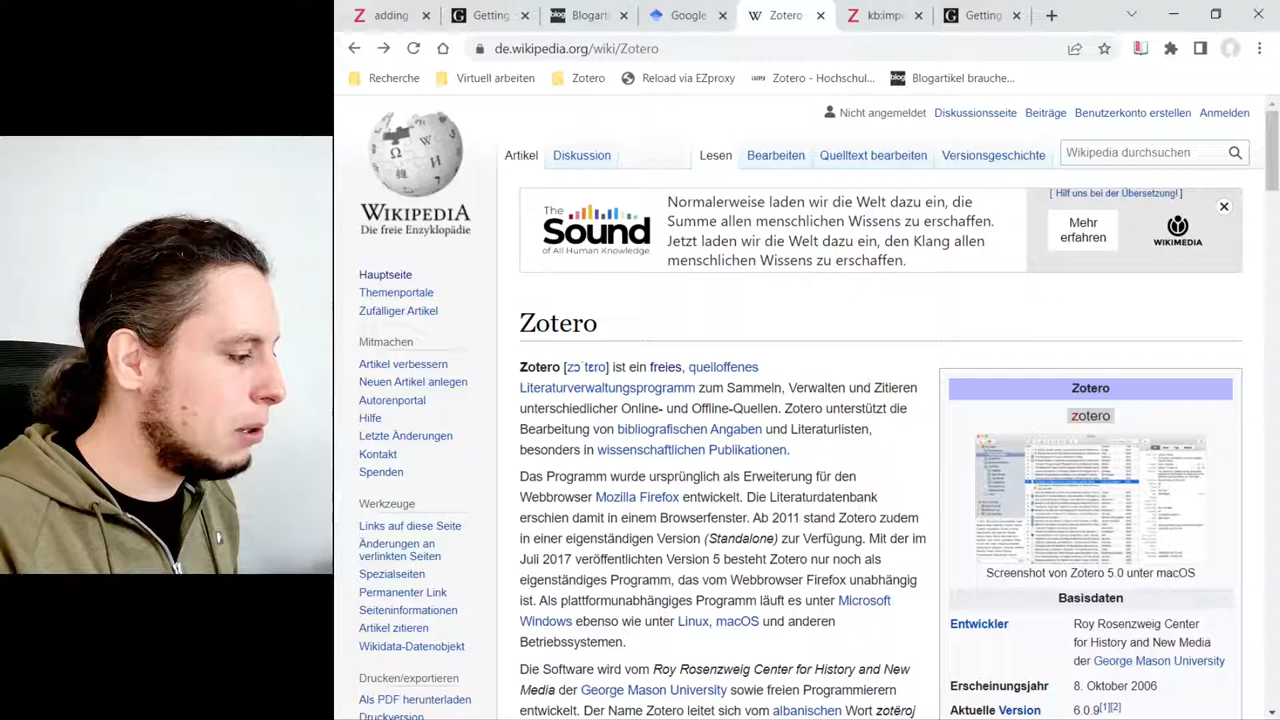 adding
Getting
Blogart
Google
Zotero
kb:impo
Getting
de.wikipedia.org/wiki/Zotero
Recherche
Virtuell arbeiten
Zotero
Reload via EZproxy
Zotero - Hochschul...
Blogartikel brauche...
Nicht angemeldet
Diskussionsseite
Beiträge
Benutzerkonto erstellen
Anmelden
Artikel
Diskussion
Lesen
Bearbeiten
Quelltext bearbeiten
Versionsgeschichte
Wikipedia durchsuchen
WIKIPEDIA
Die freie Enzyklopädie
The
Sound
of All Human Knowledge
Normalerweise laden wir die Welt dazu ein, die
Summe allen menschlichen Wissens zu erschaffen.
Jetzt laden wir die Welt dazu ein, den Klang allen
menschlichen Wissens zu erschaffen.
[ Hilf uns bei der Übersetzung! ]
Mehr
erfahren
WIKIMEDIA
Hauptseite
Themenportale
Zufälliger Artikel
Mitmachen
Artikel verbessern
Neuen Artikel anlegen
Autorenportal
Hilfe
Letzte Änderungen
Kontakt
Spenden
Werkzeuge
Links auf diese Seite
Änderungen an
verlinkten Seiten
Spezialseiten
Permanenter Link
Seiteninformationen
Artikel zitieren
Wikidata-Datenobjekt
Drucken/exportieren
Als PDF herunterladen
Druckversion
Zotero
Zotero [zɔˈtɛro] ist ein freies, quelloffenes
Literaturverwaltungsprogramm zum Sammeln, Verwalten und Zitieren
unterschiedlicher Online- und Offline-Quellen. Zotero unterstützt die
Bearbeitung von bibliografischen Angaben und Literaturlisten,
besonders in wissenschaftlichen Publikationen.
Das Programm wurde ursprünglich als Erweiterung für den
Webbrowser Mozilla Firefox entwickelt. Die Literaturdatenbank
erschien damit in einem Browserfenster. Ab 2011 stand Zotero zudem
in einer eigenständigen Version (Standalone) zur Verfügung. Mit der im
Juli 2017 veröffentlichten Version 5 besteht Zotero nur noch als
eigenständiges Programm, das vom Webbrowser Firefox unabhängig
ist. Als plattformunabhängiges Programm läuft es unter Microsoft
Windows ebenso wie unter Linux, macOS und anderen
Betriebssystemen.
Die Software wird vom Roy Rosenzweig Center for History and New
Media der George Mason University sowie freien Programmierern
entwickelt. Der Name Zotero leitet sich vom albanischen Wort zotëroj
Zotero
zotero
Screenshot von Zotero 5.0 unter macOS
Basisdaten
Entwickler
Roy Rosenzweig Center
for History and New Media
der George Mason University
Erscheinungsjahr
8. Oktober 2006
Aktuelle Version
6.0.9[1][2]